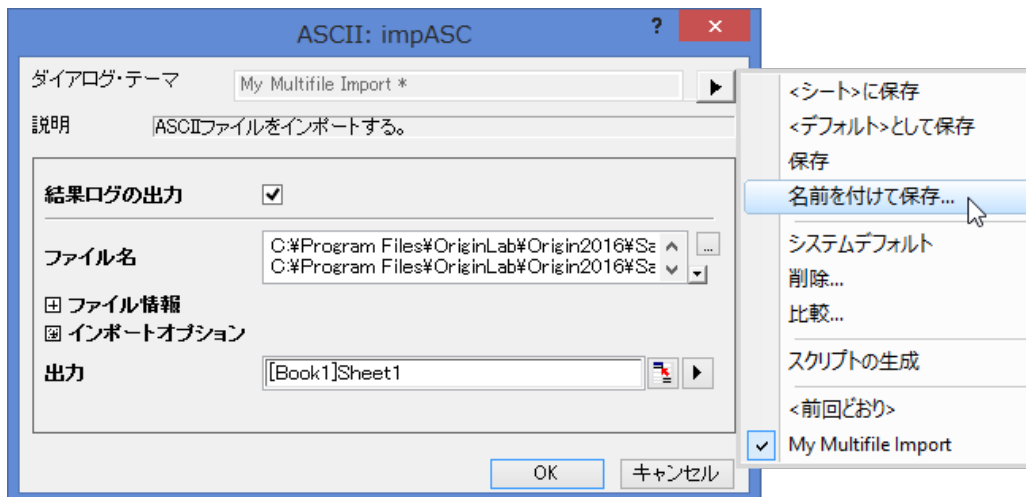 ASCII: impASC
?
×
ダイアログ・テーマ
My Multifile Import *
説明
ASCIIファイルをインポートする。
結果ログの出力
ファイル名
C:¥Program Files¥OriginLab¥Origin2016¥Sa
C:¥Program Files¥OriginLab¥Origin2016¥Sa
...
ファイル情報
インポートオプション
出力
[Book1]Sheet1
OK
キャンセル
<シート>に保存
<デフォルト>として保存
保存
名前を付けて保存...
システムデフォルト
削除...
比較...
スクリプトの生成
<前回どおり>
My Multifile Import